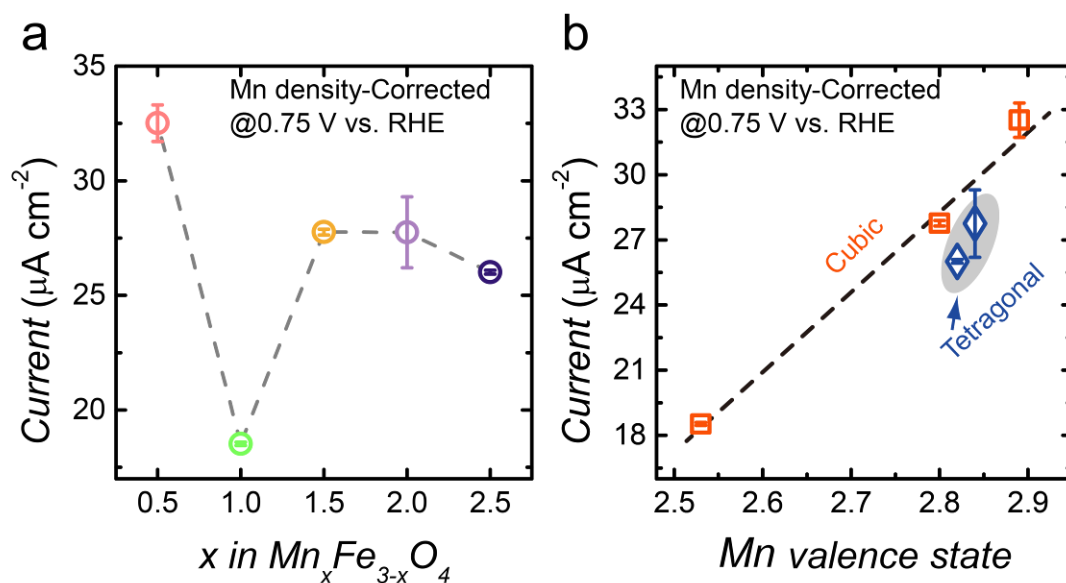 a
Mn density-Corrected
@0.75 V vs. RHE
35
30
25
20
Current (μA cm⁻²)
0.5 1.0 1.5 2.0 2.5
x in MnₓFe₃₋ₓO₄
b
Mn density-Corrected
@0.75 V vs. RHE
33
30
27
24
21
18
Current (μA cm⁻²)
Cubic
Tetragonal
2.5 2.6 2.7 2.8 2.9
Mn valence state